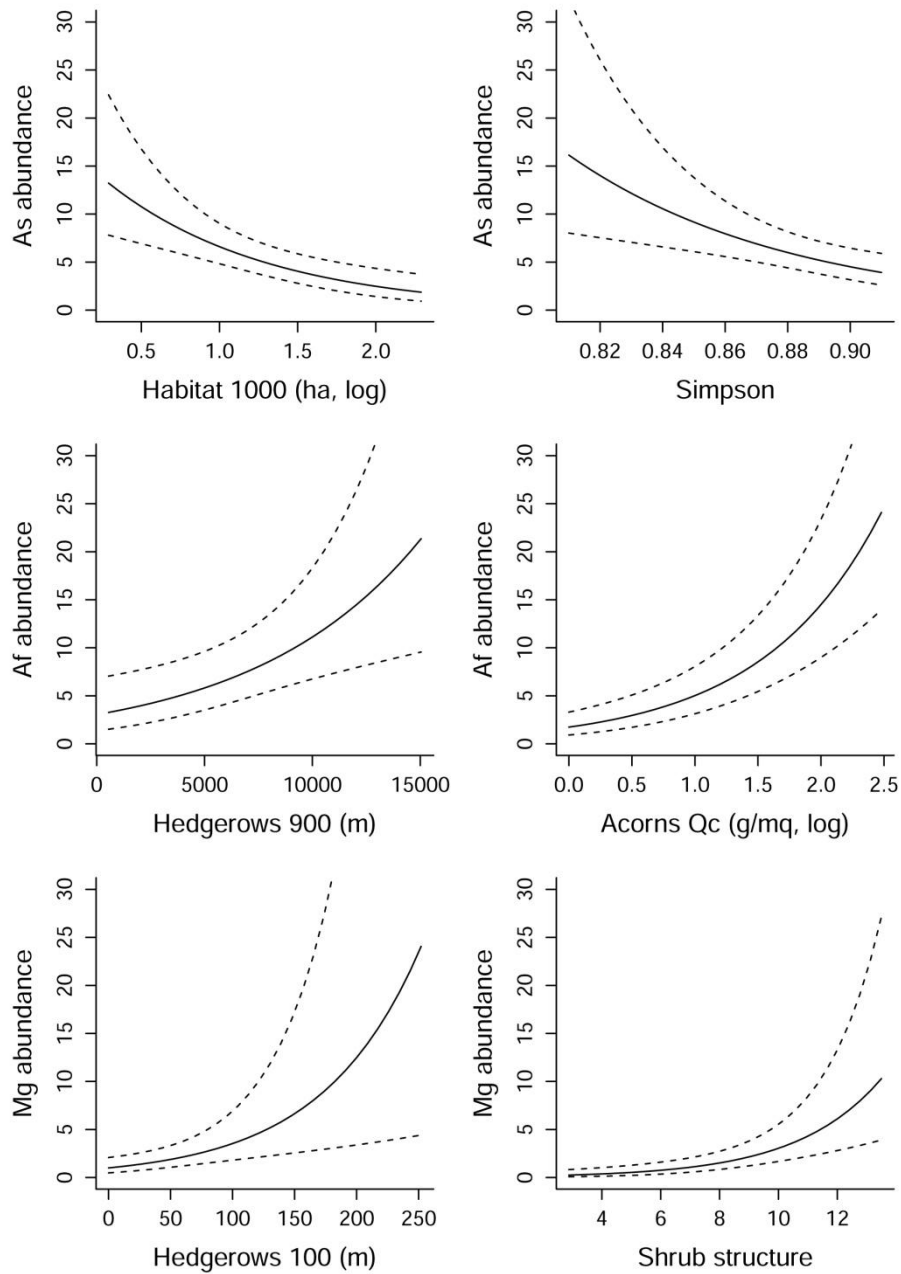 As abundance
0 5 10 15 20 25 30
0.5 1.0 1.5 2.0
Habitat 1000 (ha, log)
As abundance
0 5 10 15 20 25 30
0.82 0.84 0.86 0.88 0.90
Simpson
Af abundance
0 5 10 15 20 25 30
0 5000 10000 15000
Hedgerows 900 (m)
Af abundance
0 5 10 15 20 25 30
0.0 0.5 1.0 1.5 2.0 2.5
Acorns Qc (g/mq, log)
Mg abundance
0 5 10 15 20 25 30
0 50 100 150 200 250
Hedgerows 100 (m)
Mg abundance
0 5 10 15 20 25 30
4 6 8 10 12
Shrub structure